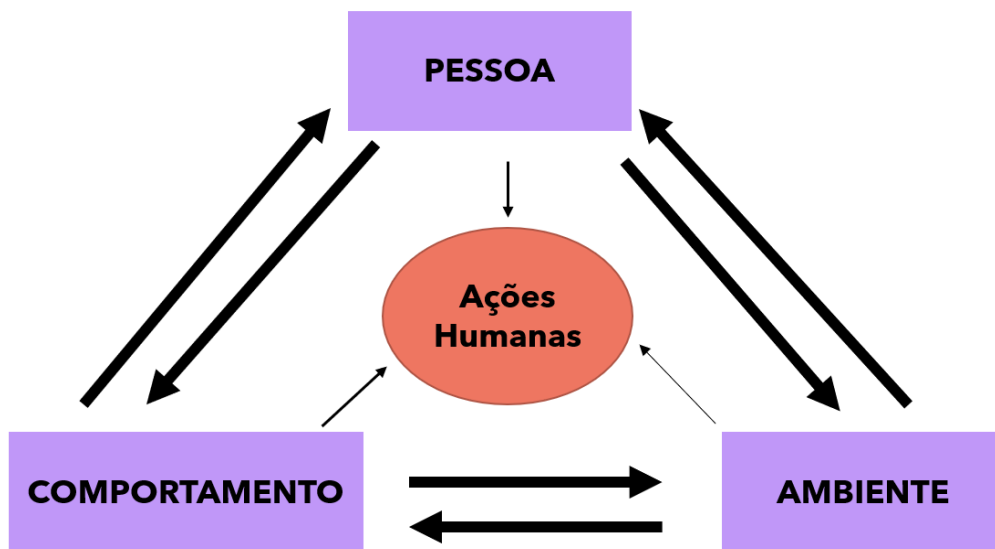 PESSOA
Ações
Humanas
COMPORTAMENTO
AMBIENTE